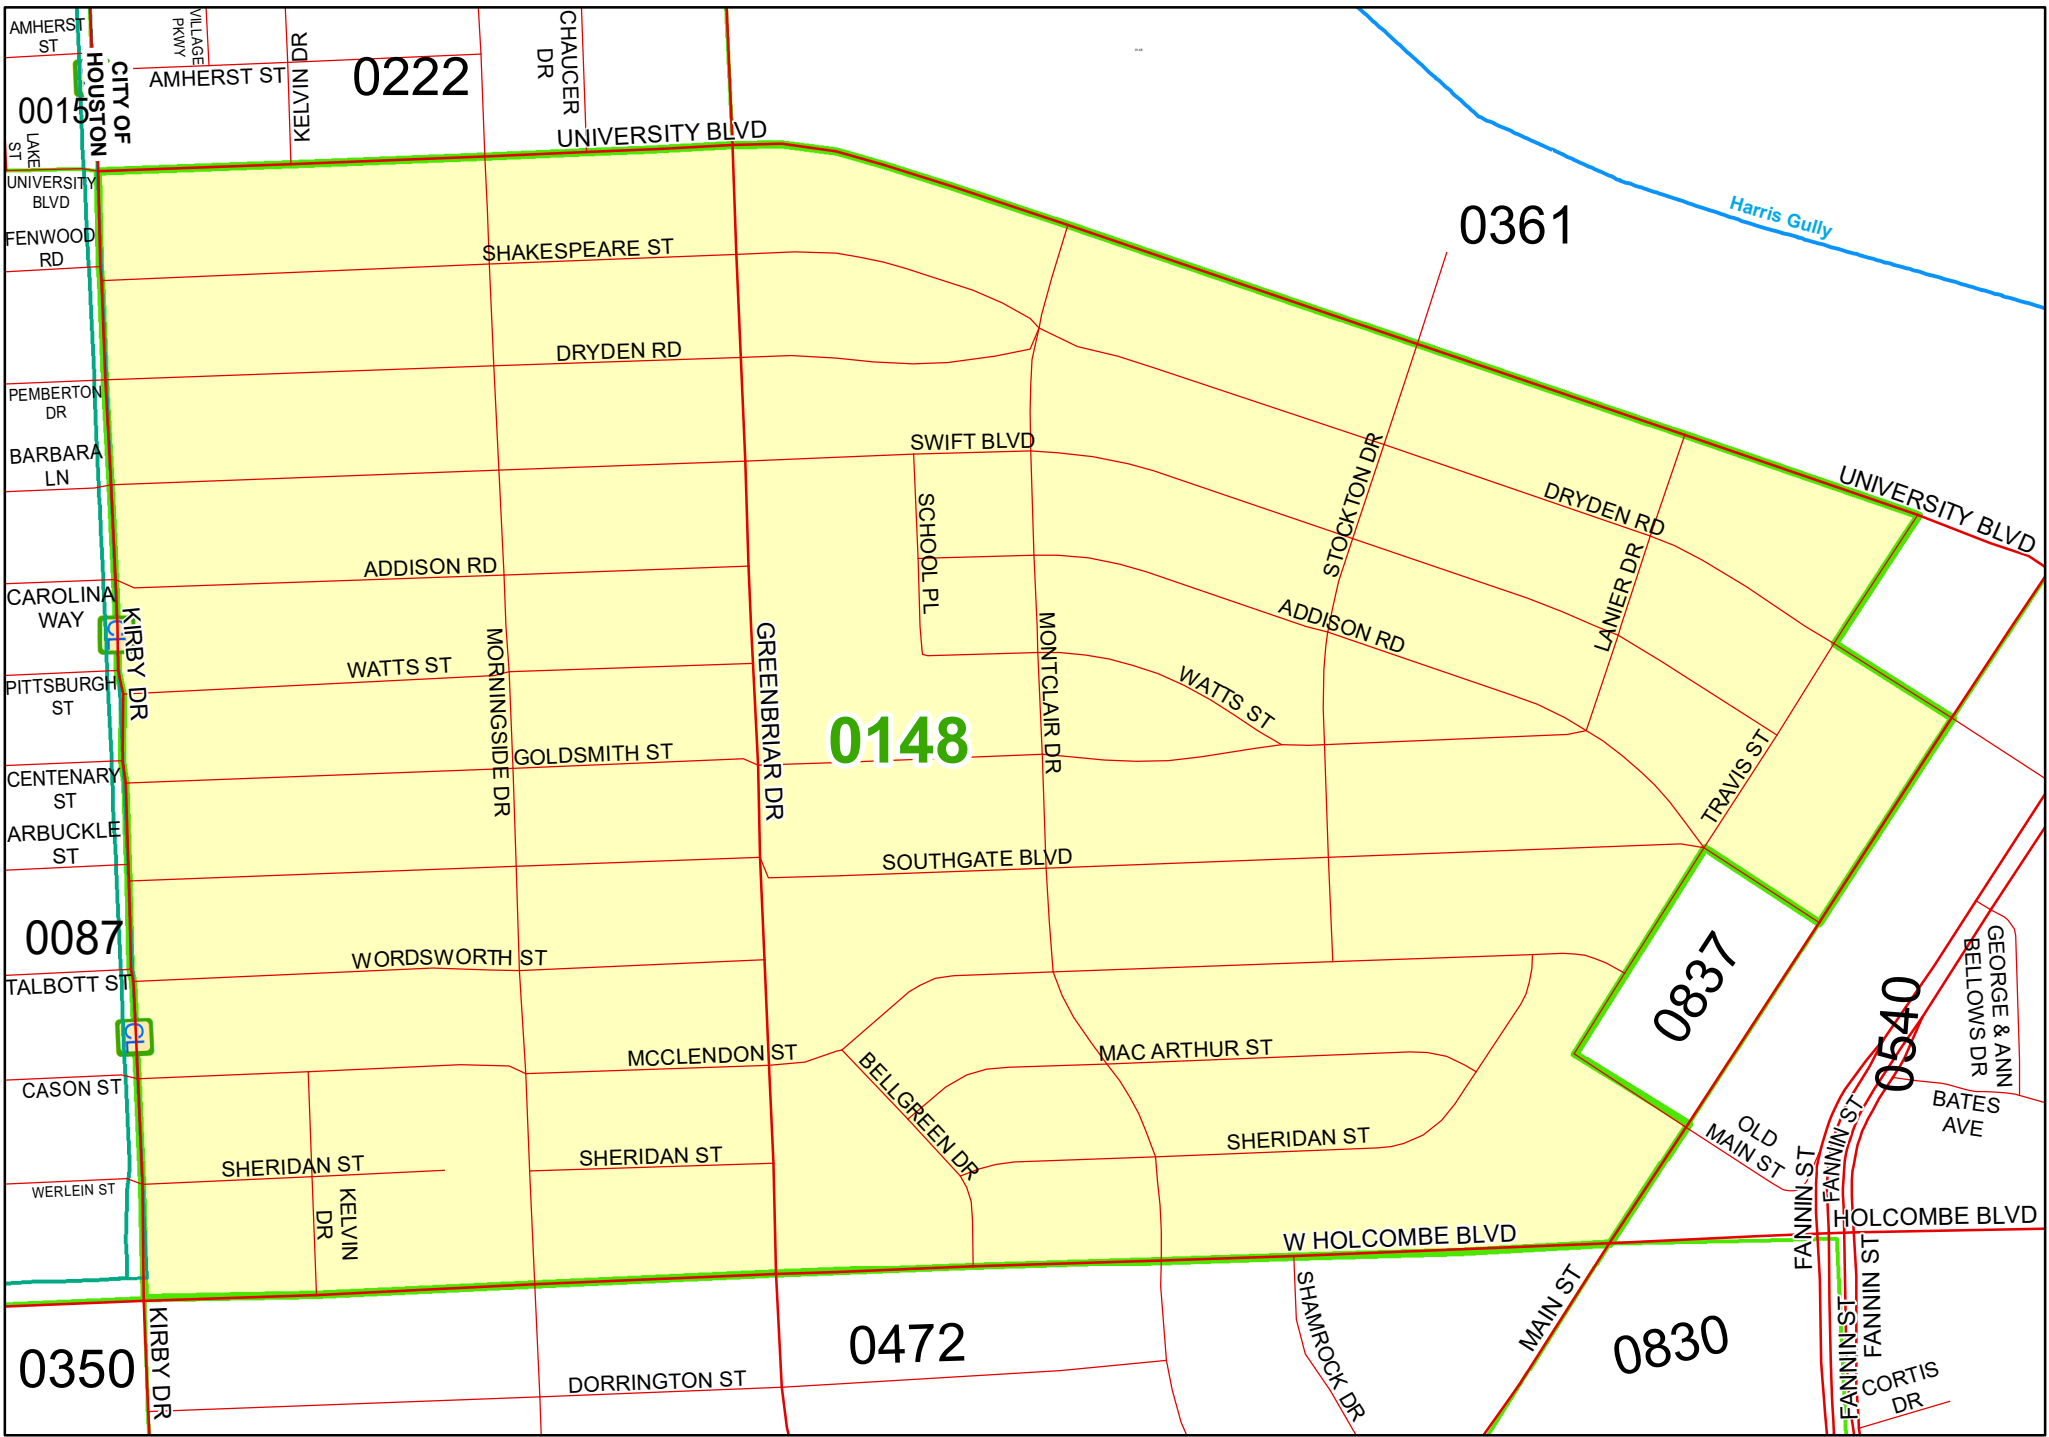 AMHERST
ST
VILLAGE
PKWY
CITY OF
HOUSTON
AMHERST ST
KELVIN DR
0222
CHAUCER
DR
0015
LAKE
ST
UNIVERSITY BLVD
UNIVERSITY
BLVD
0361
Harris Gully
FENWOOD
RD
SHAKESPEARE ST
DRYDEN RD
PEMBERTON
DR
BARBARA
LN
SWIFT BLVD
SCHOOL PL
STOCKTON DR
DRYDEN RD
LANIER DR
UNIVERSITY BLVD
ADDISON RD
CAROLINA
WAY
CL
KIRBY DR
ADDISON RD
MORNINGSIDE DR
GREENBRIAR DR
MONTCLAIR DR
WATTS ST
WATTS ST
PITTSBURGH
ST
0148
GOLDSMITH ST
TRAVIS ST
CENTENARY
ST
ARBUCKLE
ST
SOUTHGATE BLVD
0087
TALBOTT ST
WORDSWORTH ST
0837
0540
GEORGE & ANN
BELLOWS DR
CL
MCCLENDON ST
MAC ARTHUR ST
BELLGREEN DR
CASON ST
BATES
AVE
OLD
MAIN ST
FANNIN ST
FANNIN ST
SHERIDAN ST
SHERIDAN ST
SHERIDAN ST
WERLEIN ST
KELVIN
DR
W HOLCOMBE BLVD
HOLCOMBE BLVD
FANNIN ST
FANNIN ST
SHAMROCK DR
MAIN ST
0350
KIRBY DR
0472
0830
DORRINGTON ST
CORTIS
DR